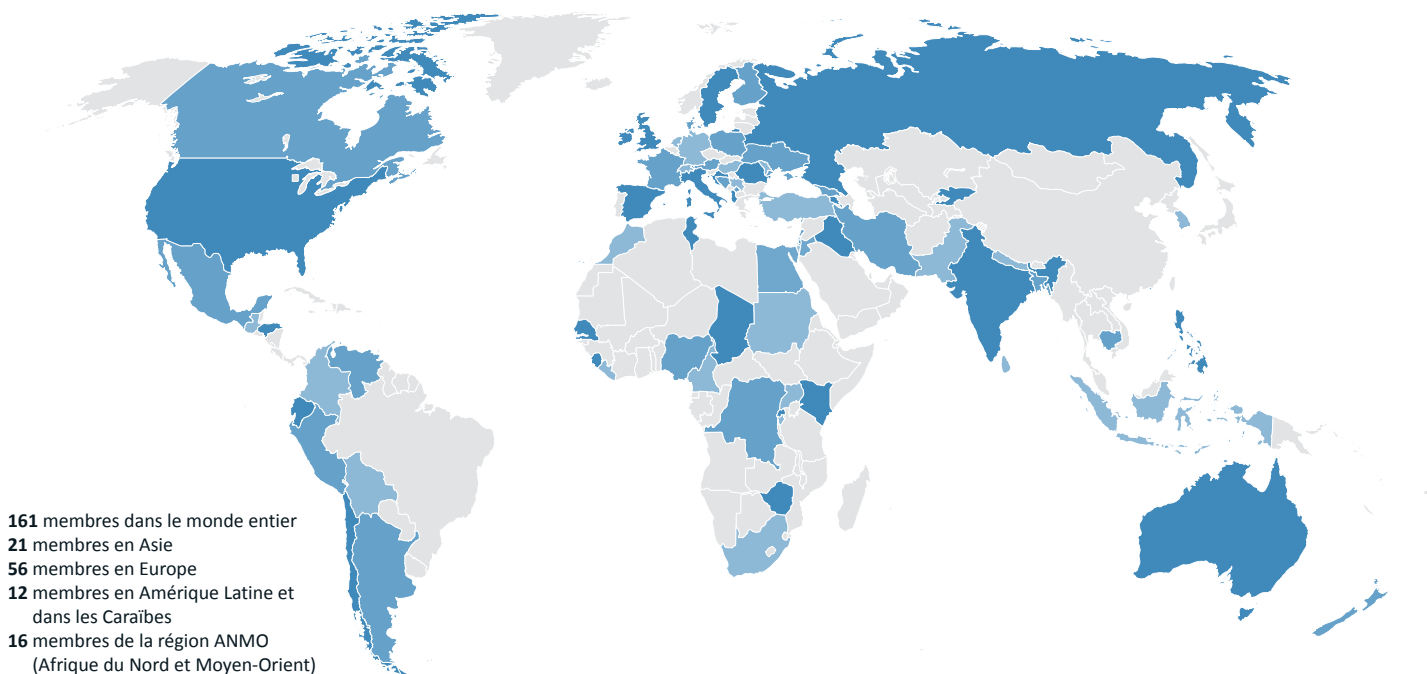 161 membres dans le monde entier
21 membres en Asie
56 membres en Europe
12 membres en Amérique Latine et
dans les Caraïbes
16 membres de la région ANMO
(Afrique du Nord et Moyen-Orient)